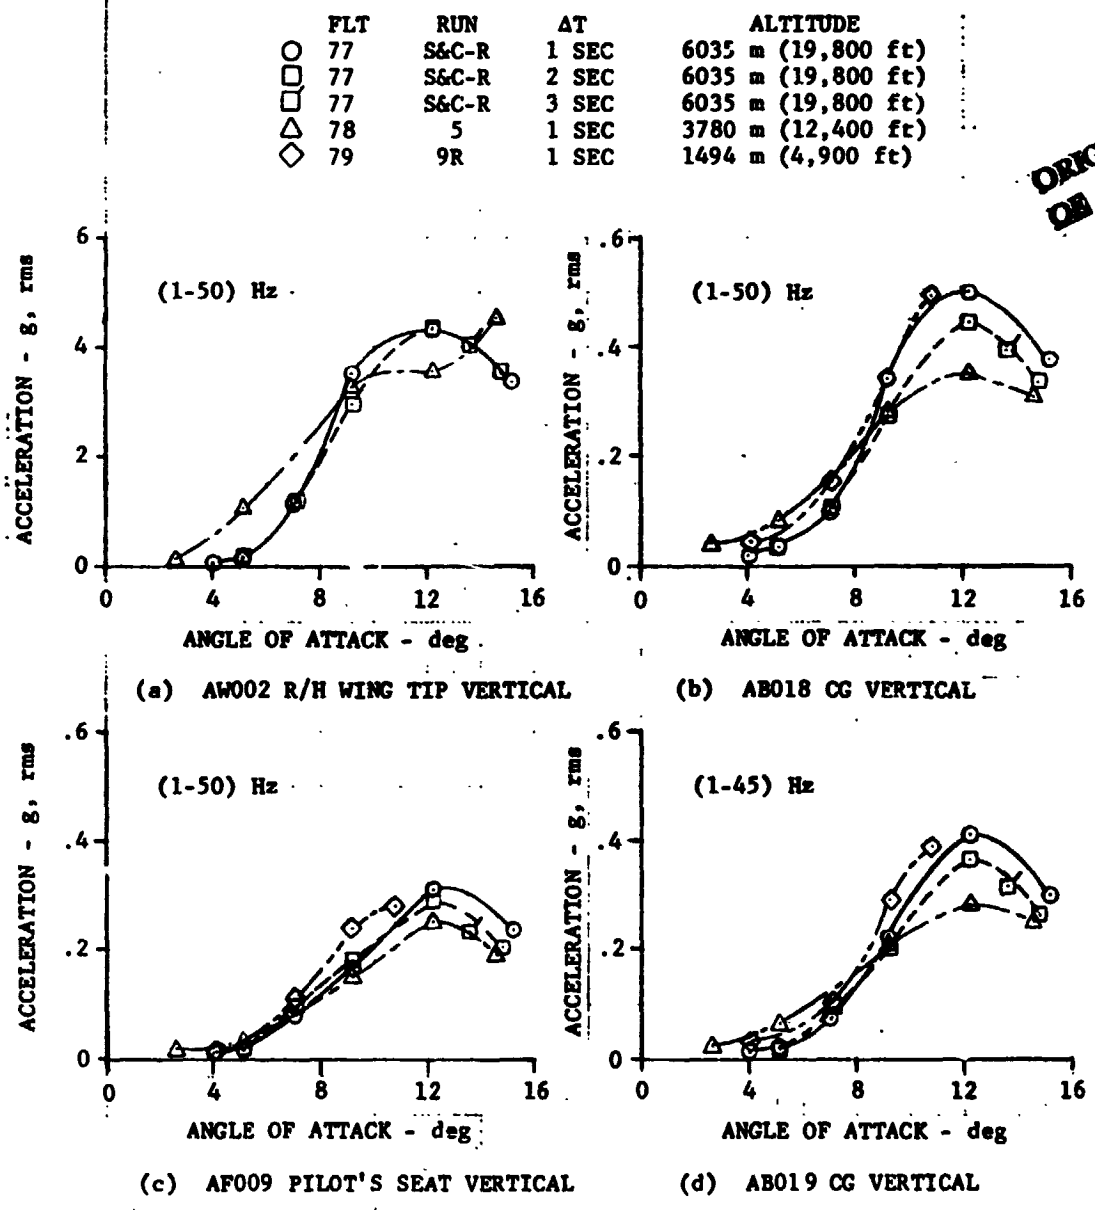 FLT RUN ΔT ALTITUDE
77 S&C-R 1 SEC 6035 m (19,800 ft)
77 S&C-R 2 SEC 6035 m (19,800 ft)
77 S&C-R 3 SEC 6035 m (19,800 ft)
78 5 1 SEC 3780 m (12,400 ft)
79 9R 1 SEC 1494 m (4,900 ft)
ORIG
OF
6
4
2
0
ACCELERATION - g, rms
(1-50) Hz
0 4 8 12 16
ANGLE OF ATTACK - deg
(a) AW002 R/H WING TIP VERTICAL
.6
.4
.2
0
ACCELERATION - g, rms
(1-50) Hz
0 4 8 12 16
ANGLE OF ATTACK - deg
(b) AB018 CG VERTICAL
.6
.4
.2
0
ACCELERATION - g, rms
(1-50) Hz
0 4 8 12 16
ANGLE OF ATTACK - deg
(c) AF009 PILOT'S SEAT VERTICAL
.6
.4
.2
0
ACCELERATION - g, rms
(1-45) Hz
0 4 8 12 16
ANGLE OF ATTACK - deg
(d) AB019 CG VERTICAL